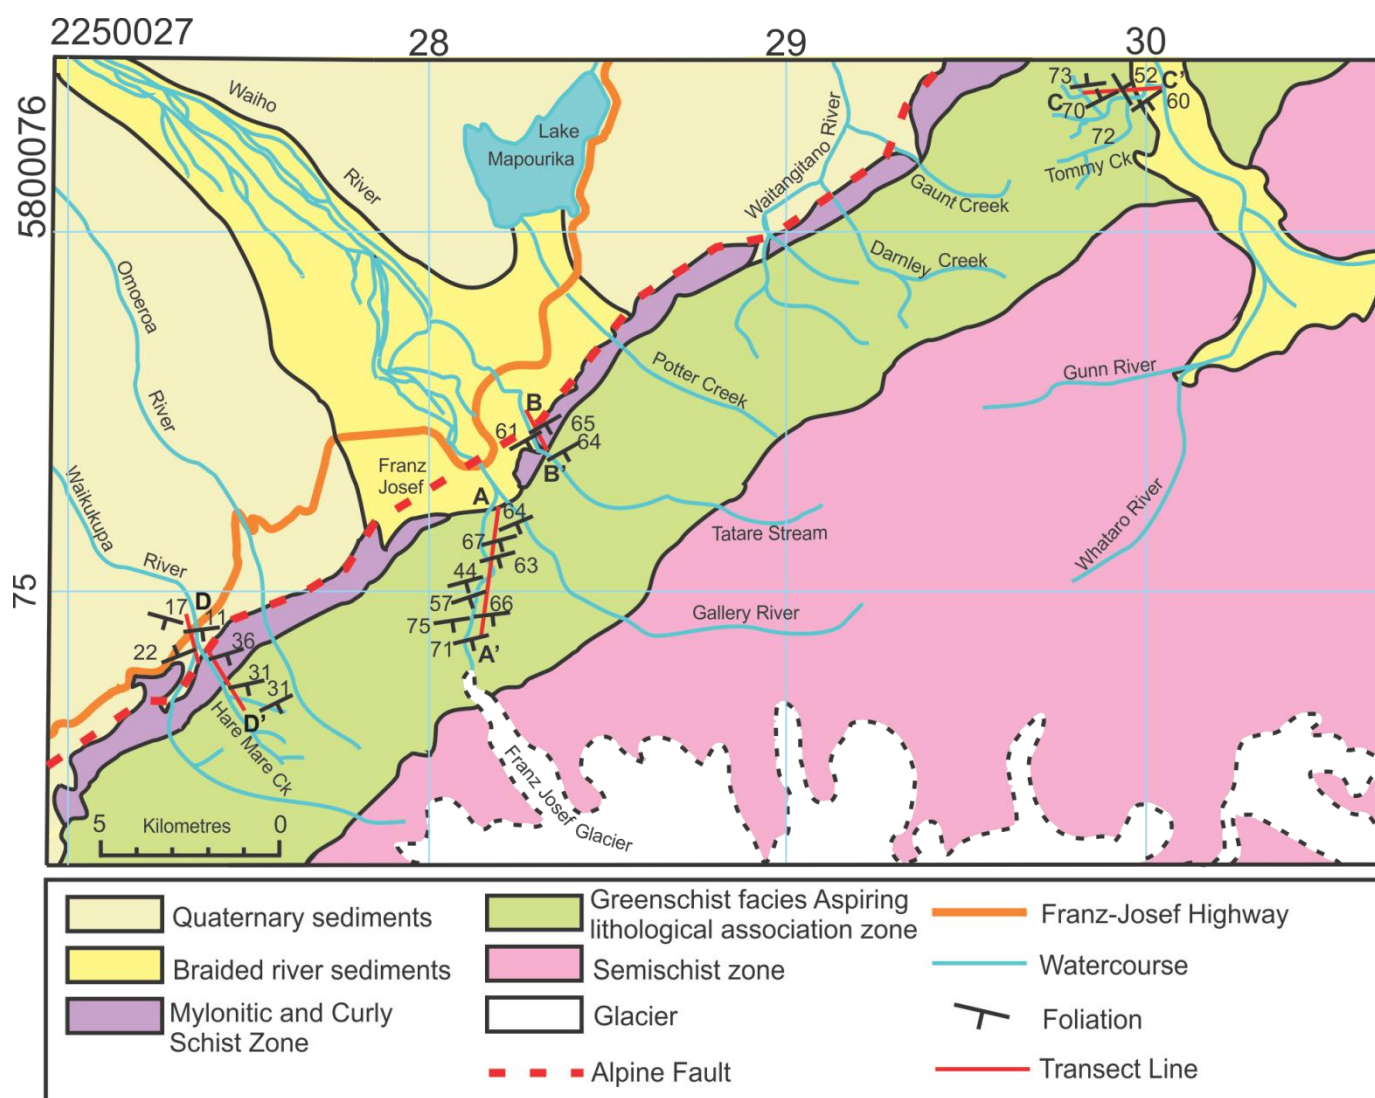 2250027
28
29
30
5800076
75
Waiho
River
Lake
Mapourika
Waitangitano River
Gaunt Creek
Darnley Creek
Tommy Ck
73
52
C'
C
70
60
72
Omoeroa
River
Potter Creek
Gunn River
Whataro River
B
65
61
64
B'
Franz
Josef
A
64
67
63
44
57
66
75
71
A'
Tatare Stream
Gallery River
Waikukupa
River
17
D
11
22
36
31
31
D'
Hare Mare Ck
Franz Josef Glacier
5
Kilometres
0
Quaternary sediments
Braided river sediments
Mylonitic and Curly
Schist Zone
Greenschist facies Aspiring
lithological association zone
Semischist zone
Glacier
Alpine Fault
Franz-Josef Highway
Watercourse
Foliation
Transect Line